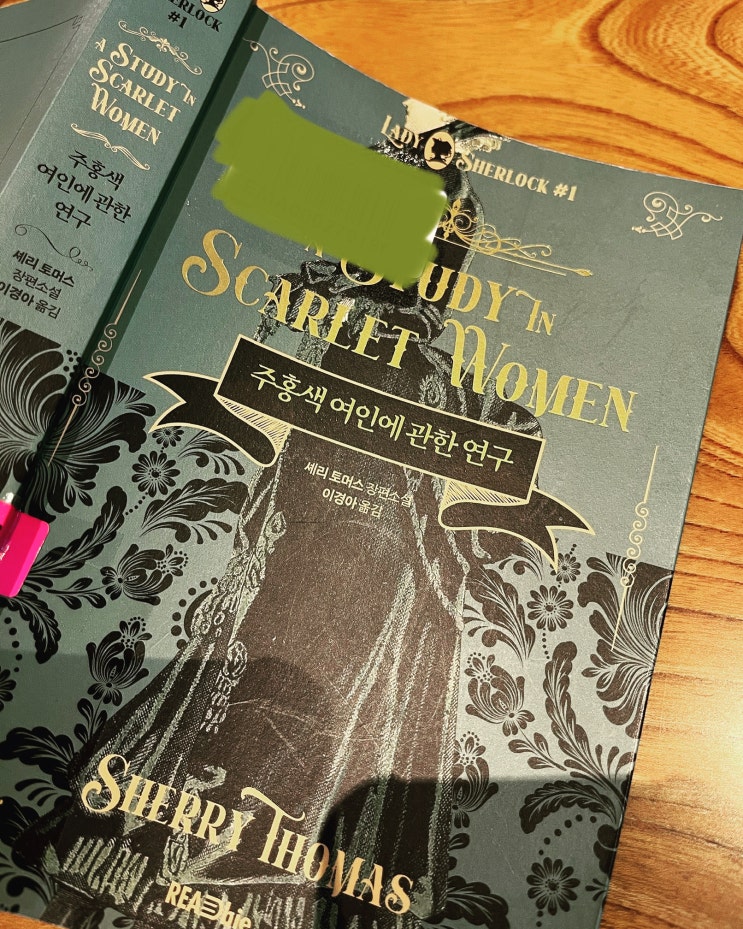 SHERLOCK
#1
A
STUDY IN
SCARLET
WOMEN
주홍색
여인에 관한
연구
셰리 토머스
장편소설
이경아 옮김
LADY SHERLOCK #1
A STUDY IN
SCARLET WOMEN
주홍색 여인에 관한 연구
셰리 토머스 장편소설
이경아 옮김
SHERRY THOMAS
READbie